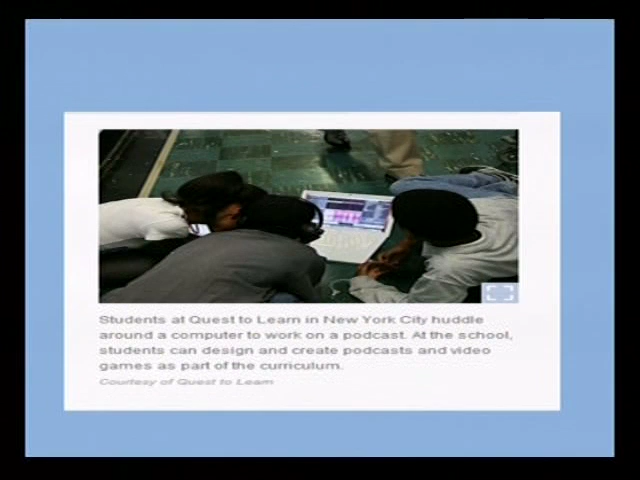 Students at Quest to Learn in New York City huddle
around a computer to work on a podcast. At the school,
students can design and create podcasts and video
games as part of the curriculum.
Courtesy of Quest to Learn